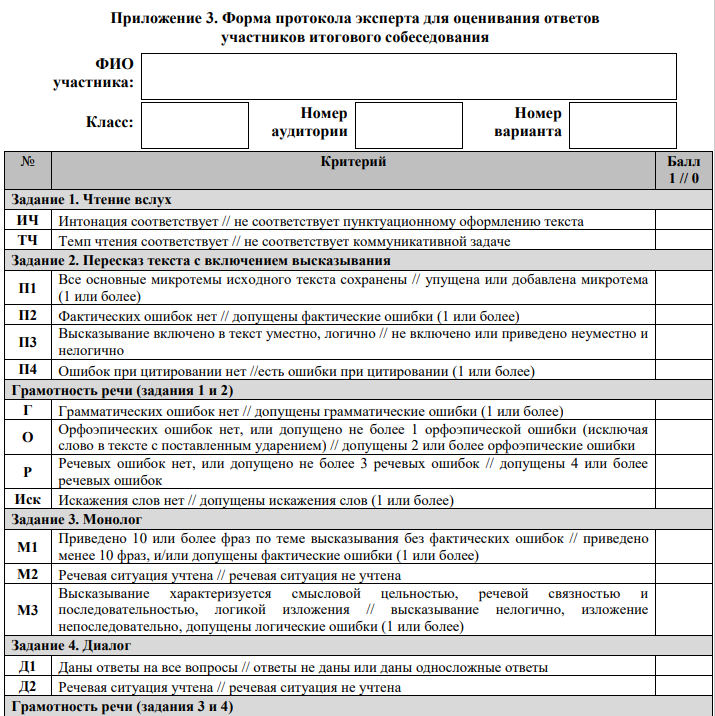 Приложение 3. Форма протокола эксперта для оценивания ответов
участников итогового собеседования
ФИО
участника:
Класс:
Номер
аудитории
Номер
варианта
№ Критерий Балл
1 // 0
Задание 1. Чтение вслух
ИЧ Интонация соответствует // не соответствует пунктуационному оформлению текста
ТЧ Темп чтения соответствует // не соответствует коммуникативной задаче
Задание 2. Пересказ текста с включением высказывания
П1 Все основные микротемы исходного текста сохранены // упущена или добавлена микротема
(1 или более)
П2 Фактических ошибок нет // допущены фактические ошибки (1 или более)
П3 Высказывание включено в текст уместно, логично // не включено или приведено неуместно и
нелогично
П4 Ошибок при цитировании нет //есть ошибки при цитировании (1 или более)
Грамотность речи (задания 1 и 2)
Г Грамматических ошибок нет // допущены грамматические ошибки (1 или более)
О Орфоэпических ошибок нет, или допущено не более 1 орфоэпической ошибки (исключая
слово в тексте с поставленным ударением) // допущены 2 или более орфоэпические ошибки
Р Речевых ошибок нет, или допущено не более 3 речевых ошибок // допущены 4 или более
речевых ошибок
Иск Искажения слов нет // допущены искажения слов (1 или более)
Задание 3. Монолог
М1 Приведено 10 или более фраз по теме высказывания без фактических ошибок // приведено
менее 10 фраз, и/или допущены фактические ошибки (1 или более)
М2 Речевая ситуация учтена // речевая ситуация не учтена
М3 Высказывание характеризуется смысловой цельностью, речевой связностью и
последовательностью, логикой изложения // высказывание нелогично, изложение
непоследовательно, допущены логические ошибки (1 или более)
Задание 4. Диалог
Д1 Даны ответы на все вопросы // ответы не даны или даны односложные ответы
Д2 Речевая ситуация учтена // речевая ситуация не учтена
Грамотность речи (задания 3 и 4)